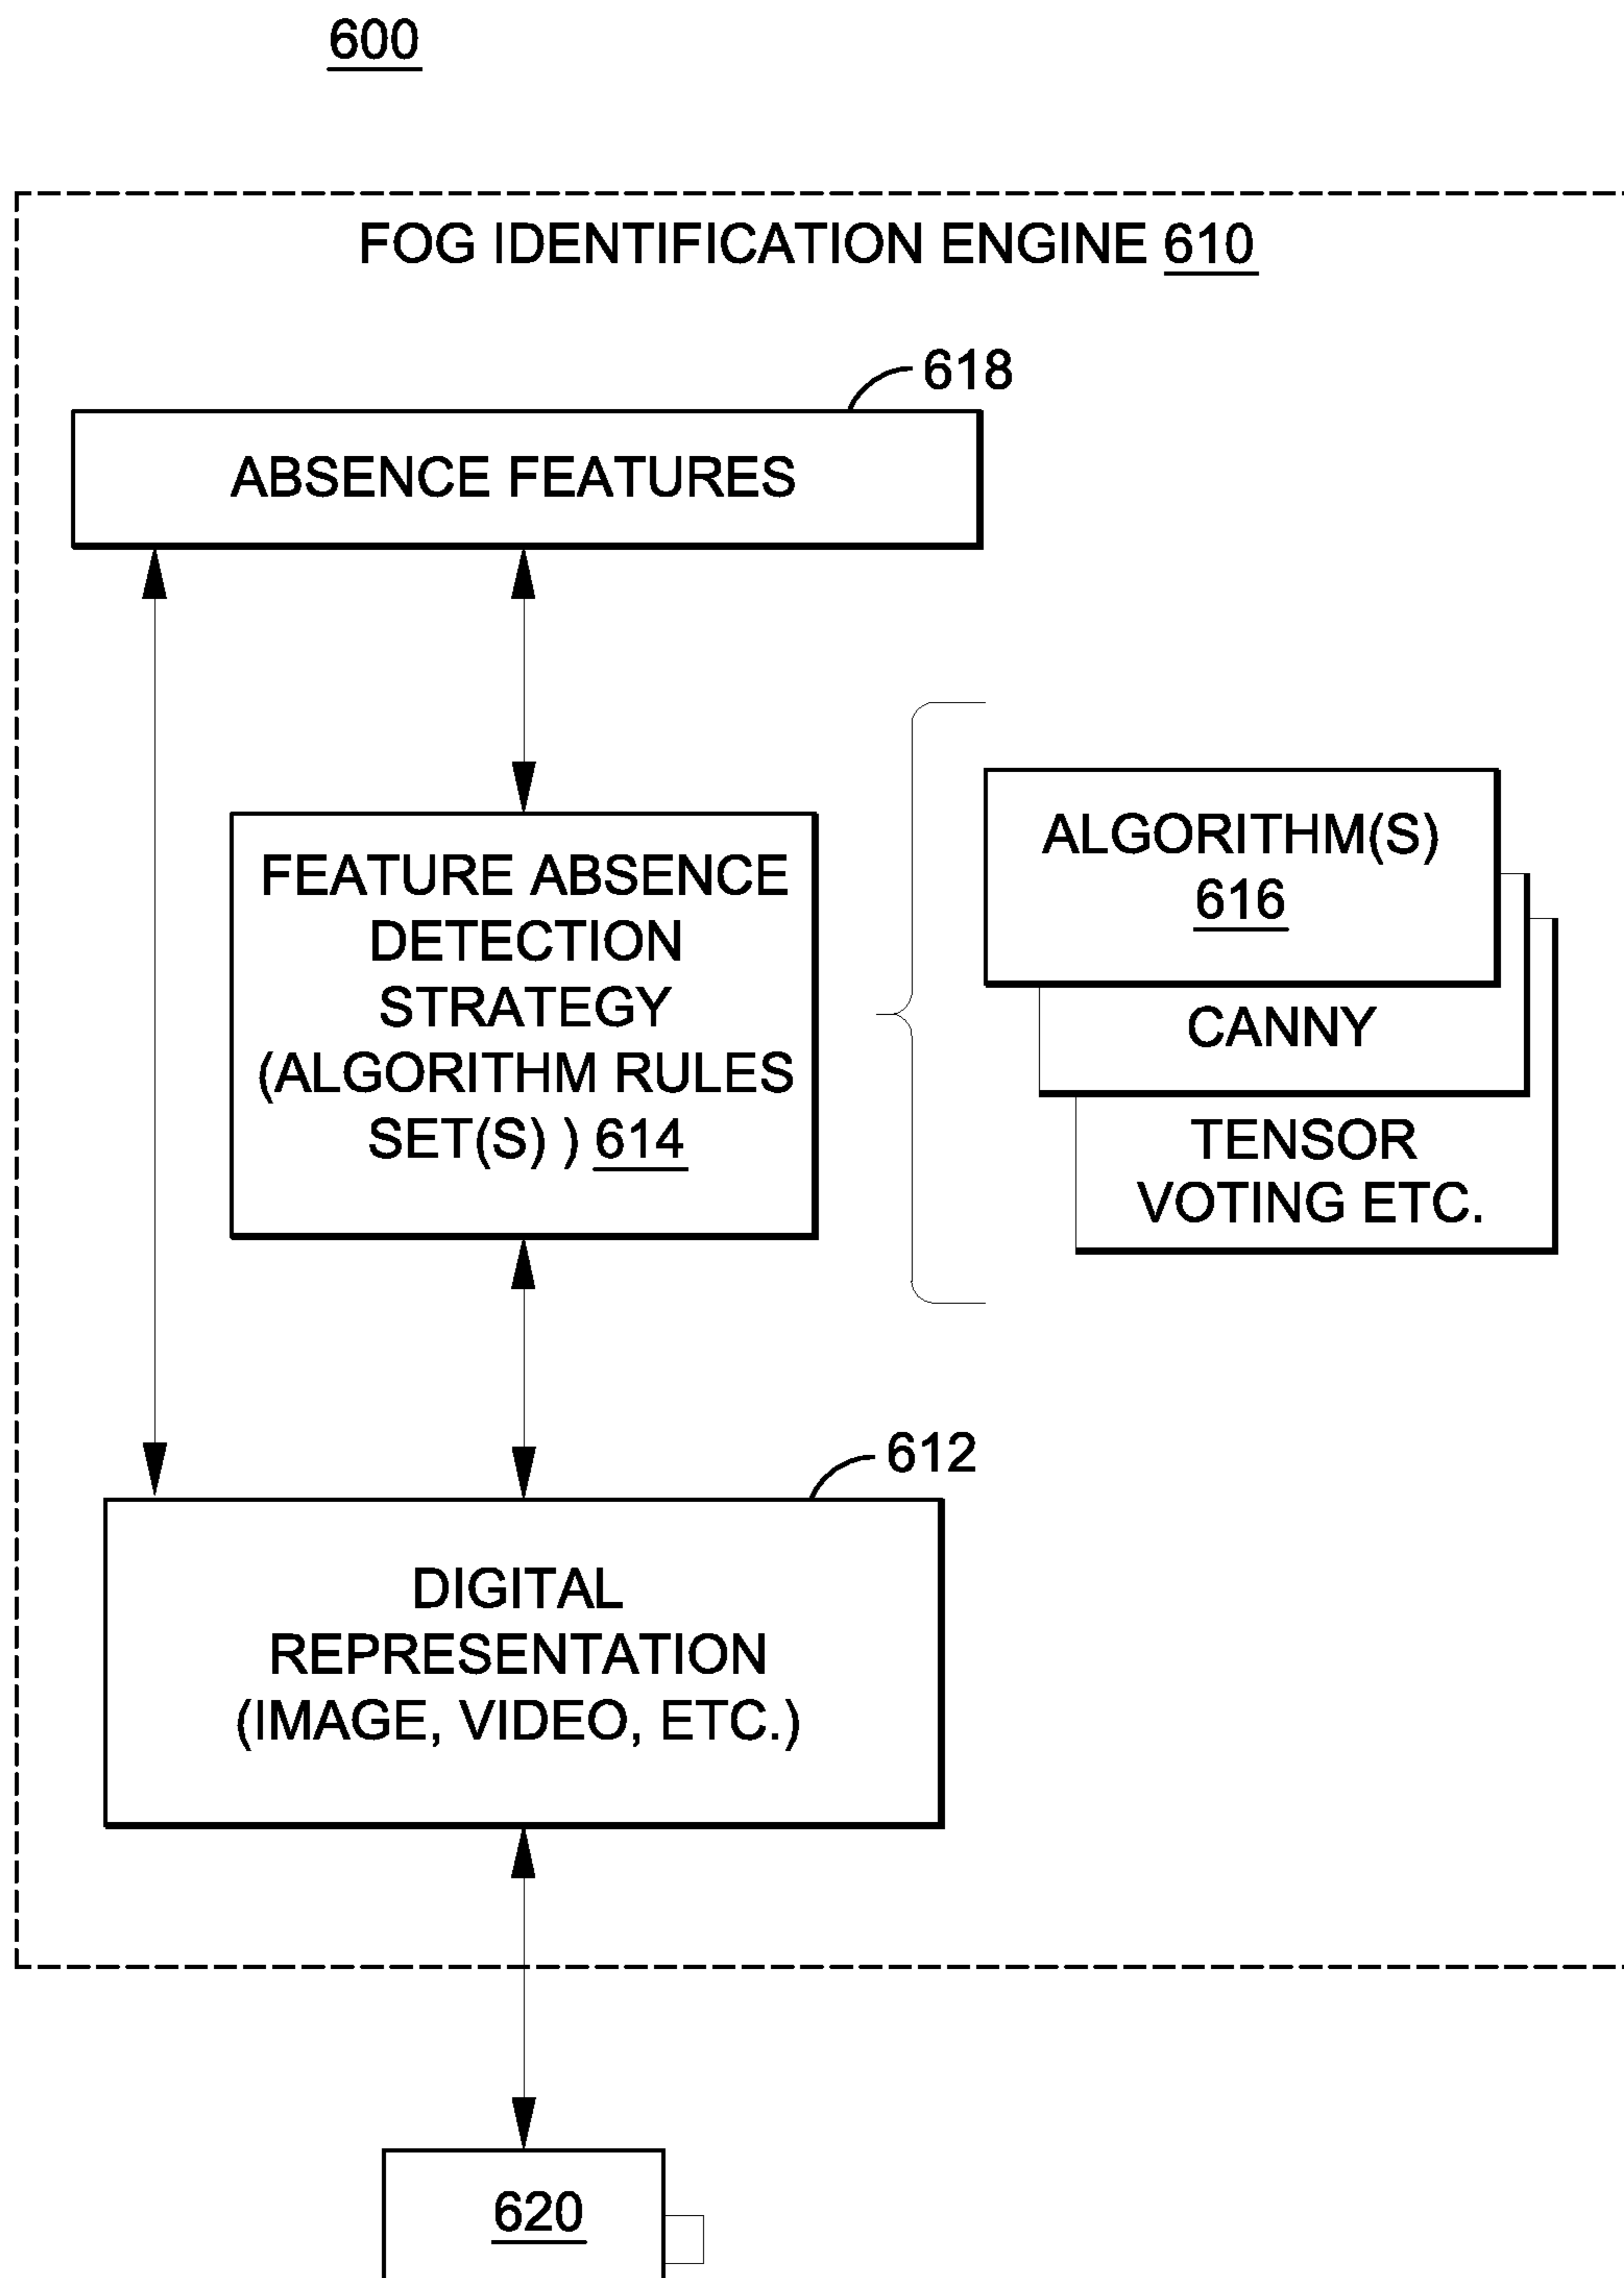 600
FOG IDENTIFICATION ENGINE 610
618
ABSENCE FEATURES
FEATURE ABSENCE
DETECTION
STRATEGY
(ALGORITHM RULES
SET(S) ) 614
ALGORITHM(S)
616
CANNY
TENSOR
VOTING ETC.
612
DIGITAL
REPRESENTATION
(IMAGE, VIDEO, ETC.)
620